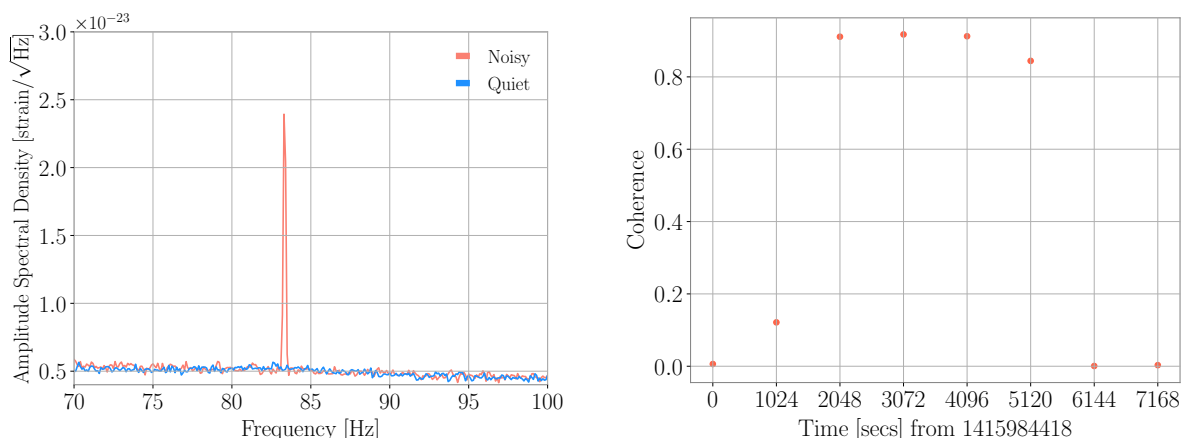 ×10⁻²³
3.0
2.5
2.0
1.5
1.0
0.5
Amplitude Spectral Density [strain/√Hz]
Noisy
Quiet
70 75 80 85 90 95 100
Frequency [Hz]
0.8
0.6
0.4
0.2
0.0
Coherence
0 1024 2048 3072 4096 5120 6144 7168
Time [secs] from 1415984418